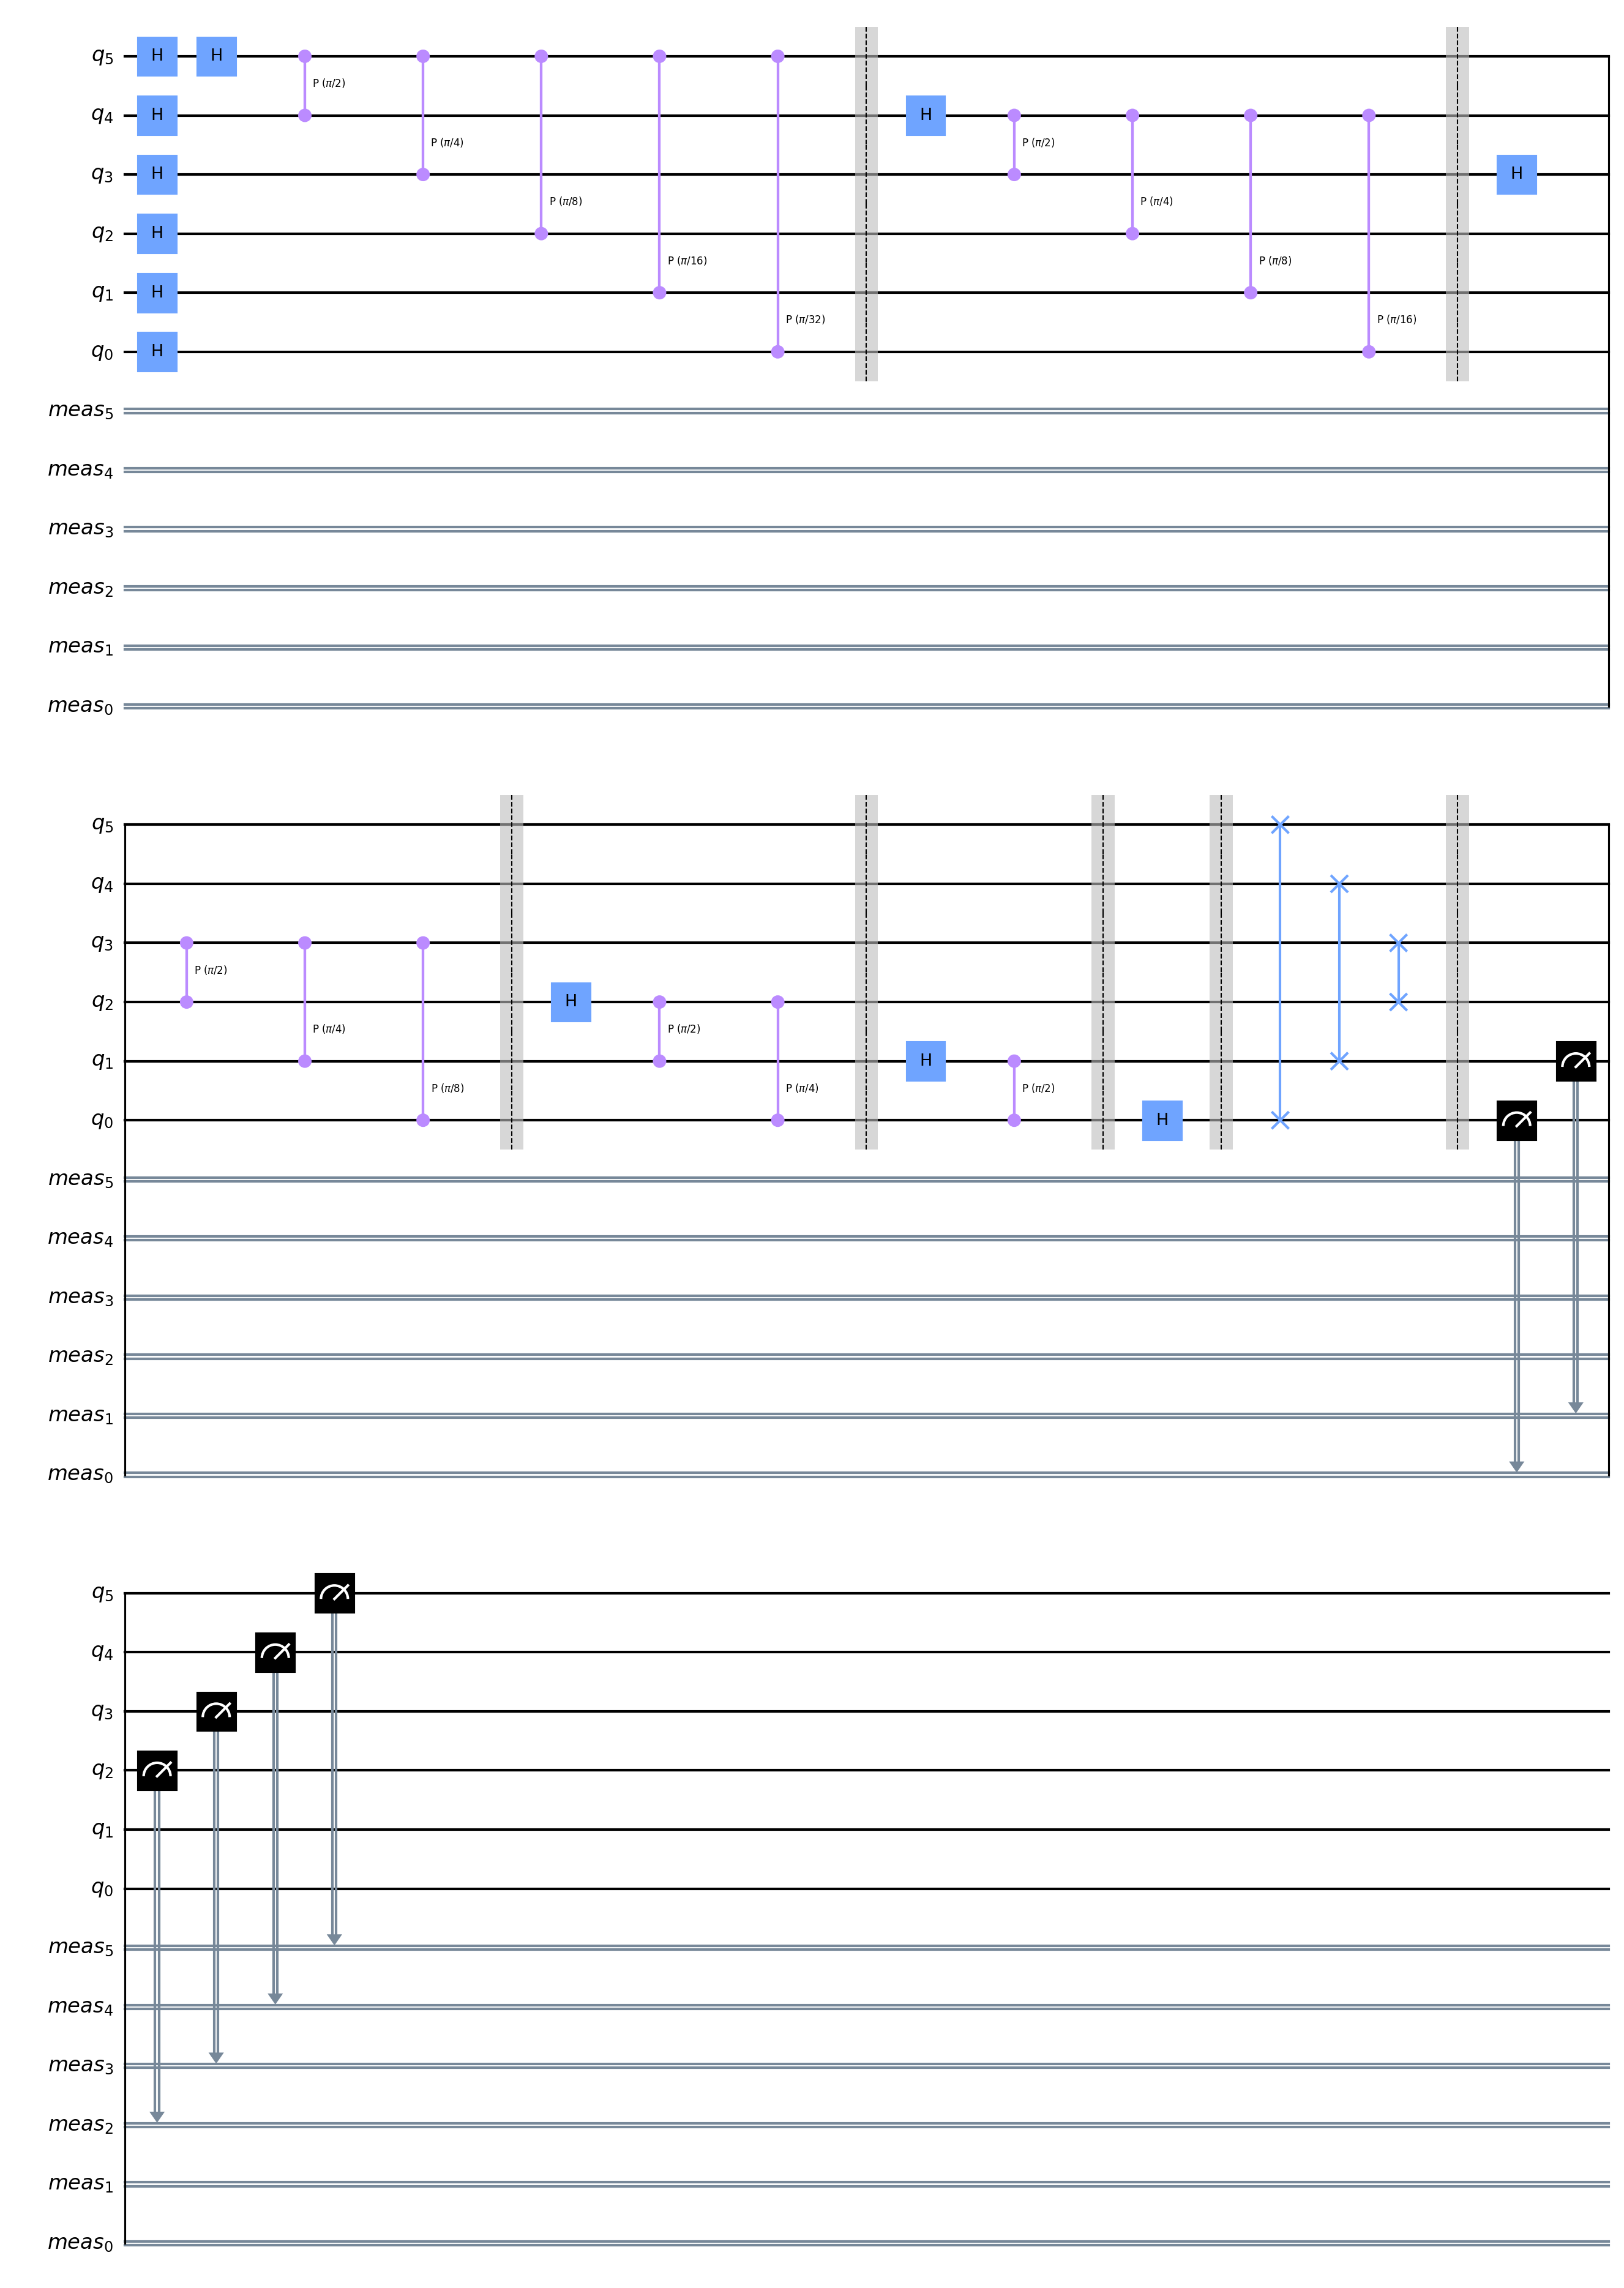 q5 H H
P (π/2)
q4 H H
P (π/4) P (π/2)
q3 H H
P (π/8) P (π/4)
q2 H
P (π/16) P (π/8)
q1 H
P (π/32) P (π/16)
q0 H
meas5
meas4
meas3
meas2
meas1
meas0
q5
q4
q3
P (π/2)
q2 H
P (π/4) P (π/2)
q1 H
P (π/8) P (π/4) P (π/2)
q0 H
meas5
meas4
meas3
meas2
meas1
meas0
q5
q4
q3
q2
q1
q0
meas5
meas4
meas3
meas2
meas1
meas0